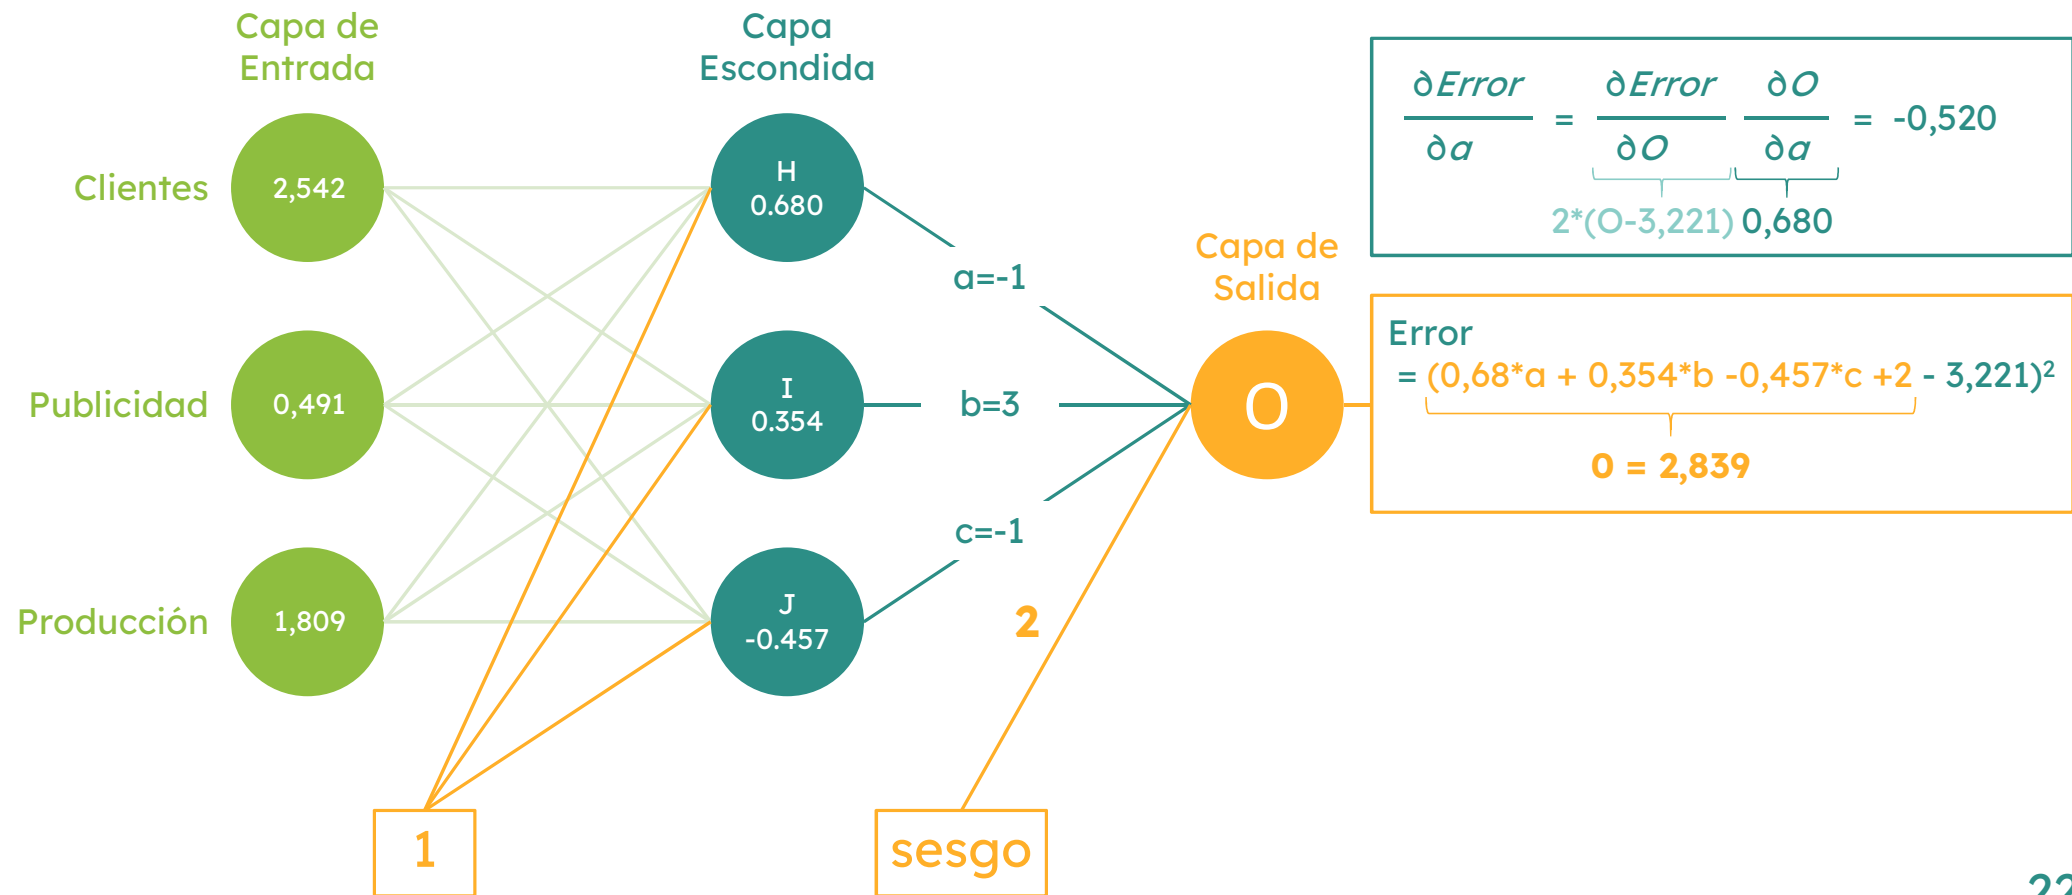 Capa de
Entrada
Capa
Escondida
Clientes
2,542
Publicidad
0,491
Producción
1,809
H
0.680
I
0.354
J
-0.457
a=-1
b=3
c=-1
2
1
sesgo
Capa de
Salida
O
∂Error
∂a
=
∂Error
∂O
∂O
∂a
= -0,520
2*(O-3,221) 0,680
Error
= (0,68*a + 0,354*b -0,457*c +2 - 3,221)²
O = 2,839
22